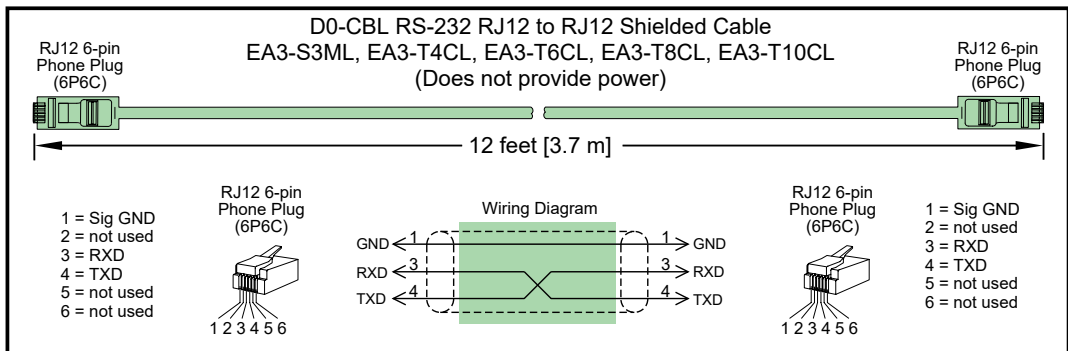 D0-CBL RS-232 RJ12 to RJ12 Shielded Cable
EA3-S3ML, EA3-T4CL, EA3-T6CL, EA3-T8CL, EA3-T10CL
(Does not provide power)
RJ12 6-pin
Phone Plug
(6P6C)
RJ12 6-pin
Phone Plug
(6P6C)
12 feet [3.7 m]
1 = Sig GND
2 = not used
3 = RXD
4 = TXD
5 = not used
6 = not used
RJ12 6-pin
Phone Plug
(6P6C)
1 2 3 4 5 6
Wiring Diagram
GND 1 1 GND
RXD 3 3 RXD
TXD 4 4 TXD
RJ12 6-pin
Phone Plug
(6P6C)
1 2 3 4 5 6
1 = Sig GND
2 = not used
3 = RXD
4 = TXD
5 = not used
6 = not used